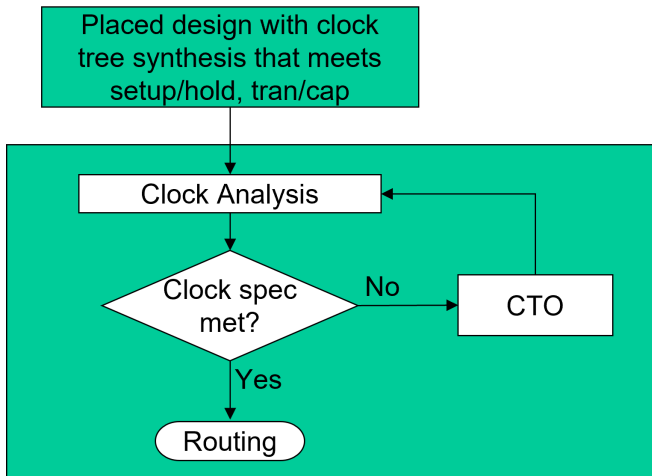 Placed design with clock
tree synthesis that meets
setup/hold, tran/cap
Clock Analysis
Clock spec
met?
No
CTO
Yes
Routing